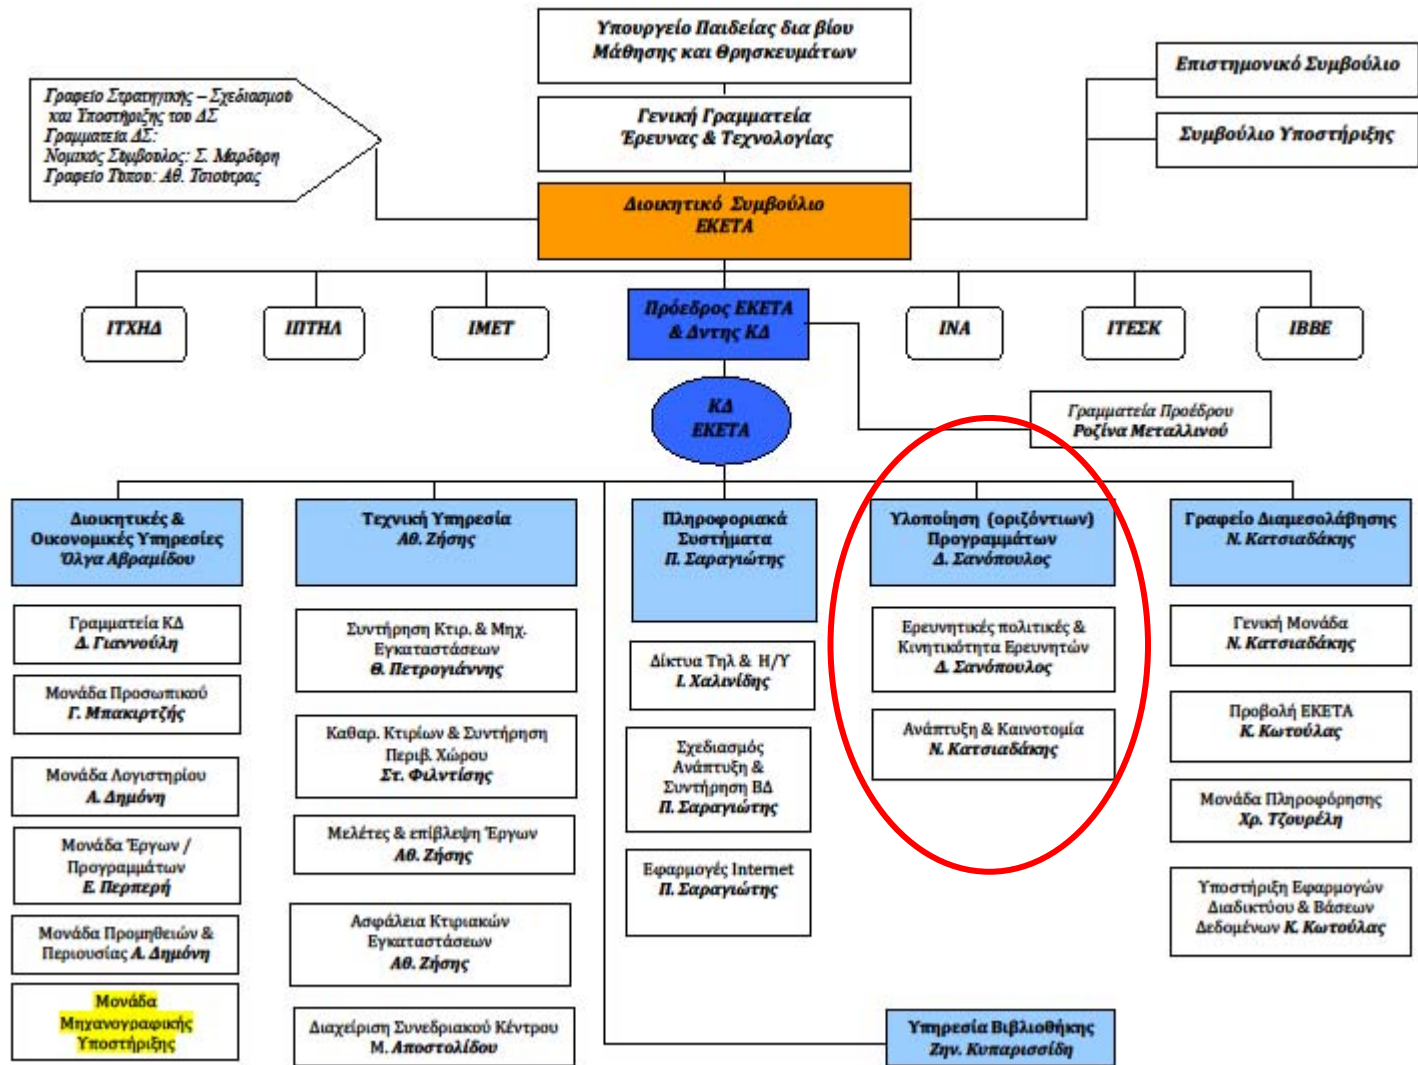 Υπουργείο Παιδείας δια βίου
Μάθησης και Θρησκευμάτων
Γραφείο Στρατηγικής – Σχεδιασμού
και Υποστήριξης του ΔΣ
Γραμματεία ΔΣ:
Νομικός Σύμβουλος: Σ. Μαρδύρη
Γραφείο Τύπου: Αθ. Τσιούτρας
Γενική Γραμματεία
Έρευνας & Τεχνολογίας
Επιστημονικό Συμβούλιο
Συμβούλιο Υποστήριξης
Διοικητικό Συμβούλιο
ΕΚΕΤΑ
ΙΤΧΗΔ
ΙΠΤΗΛ
ΙΜΕΤ
Πρόεδρος ΕΚΕΤΑ
& Δντης ΚΔ
ΙΝΑ
ΙΤΕΣΚ
ΙΒΒΕ
ΚΔ
ΕΚΕΤΑ
Γραμματεία Προέδρου
Ροζίνα Μεταλλινού
Διοικητικές &
Οικονομικές Υπηρεσίες
Όλγα Αβραμίδου
Γραμματεία ΚΔ
Δ. Γιαννούλη
Μονάδα Προσωπικού
Γ. Μπακιρτζής
Μονάδα Λογιστηρίου
Α. Δημόνη
Μονάδα Έργων /
Προγραμμάτων
Ε. Περπερή
Μονάδα Προμηθειών &
Περιουσίας Α. Δημόνη
Μονάδα
Μηχανογραφικής
Υποστήριξης
Τεχνική Υπηρεσία
Αθ. Ζήσης
Συντήρηση Κτιρ. & Μηχ.
Εγκαταστάσεων
Θ. Πετρογιάννης
Καθαρ. Κτιρίων & Συντήρηση
Περιβ. Χώρου
Στ. Φιλντίσης
Μελέτες & επίβλεψη Έργων
Αθ. Ζήσης
Ασφάλεια Κτιριακών
Εγκαταστάσεων
Αθ. Ζήσης
Διαχείριση Συνεδριακού Κέντρου
Μ. Αποστολίδου
Πληροφοριακά
Συστήματα
Π. Σαραγιώτης
Δίκτυα Τηλ & Η/Υ
Ι. Χαλινίδης
Σχεδιασμός
Ανάπτυξη &
Συντήρηση ΒΔ
Π. Σαραγιώτης
Εφαρμογές Internet
Π. Σαραγιώτης
Υλοποίηση (οριζόντιων)
Προγραμμάτων
Δ. Σανόπουλος
Ερευνητικές πολιτικές &
Κινητικότητα Ερευνητών
Δ. Σανόπουλος
Ανάπτυξη & Καινοτομία
Ν. Κατσιαδάκης
Γραφείο Διαμεσολάβησης
Ν. Κατσιαδάκης
Γενική Μονάδα
Ν. Κατσιαδάκης
Προβολή ΕΚΕΤΑ
Κ. Κωτούλας
Μονάδα Πληροφόρησης
Χρ. Τζουρέλη
Υποστήριξη Εφαρμογών
Διαδικτύου & Βάσεων
Δεδομένων Κ. Κωτούλας
Υπηρεσία Βιβλιοθήκης
Ζην. Κυπαρισσίδη